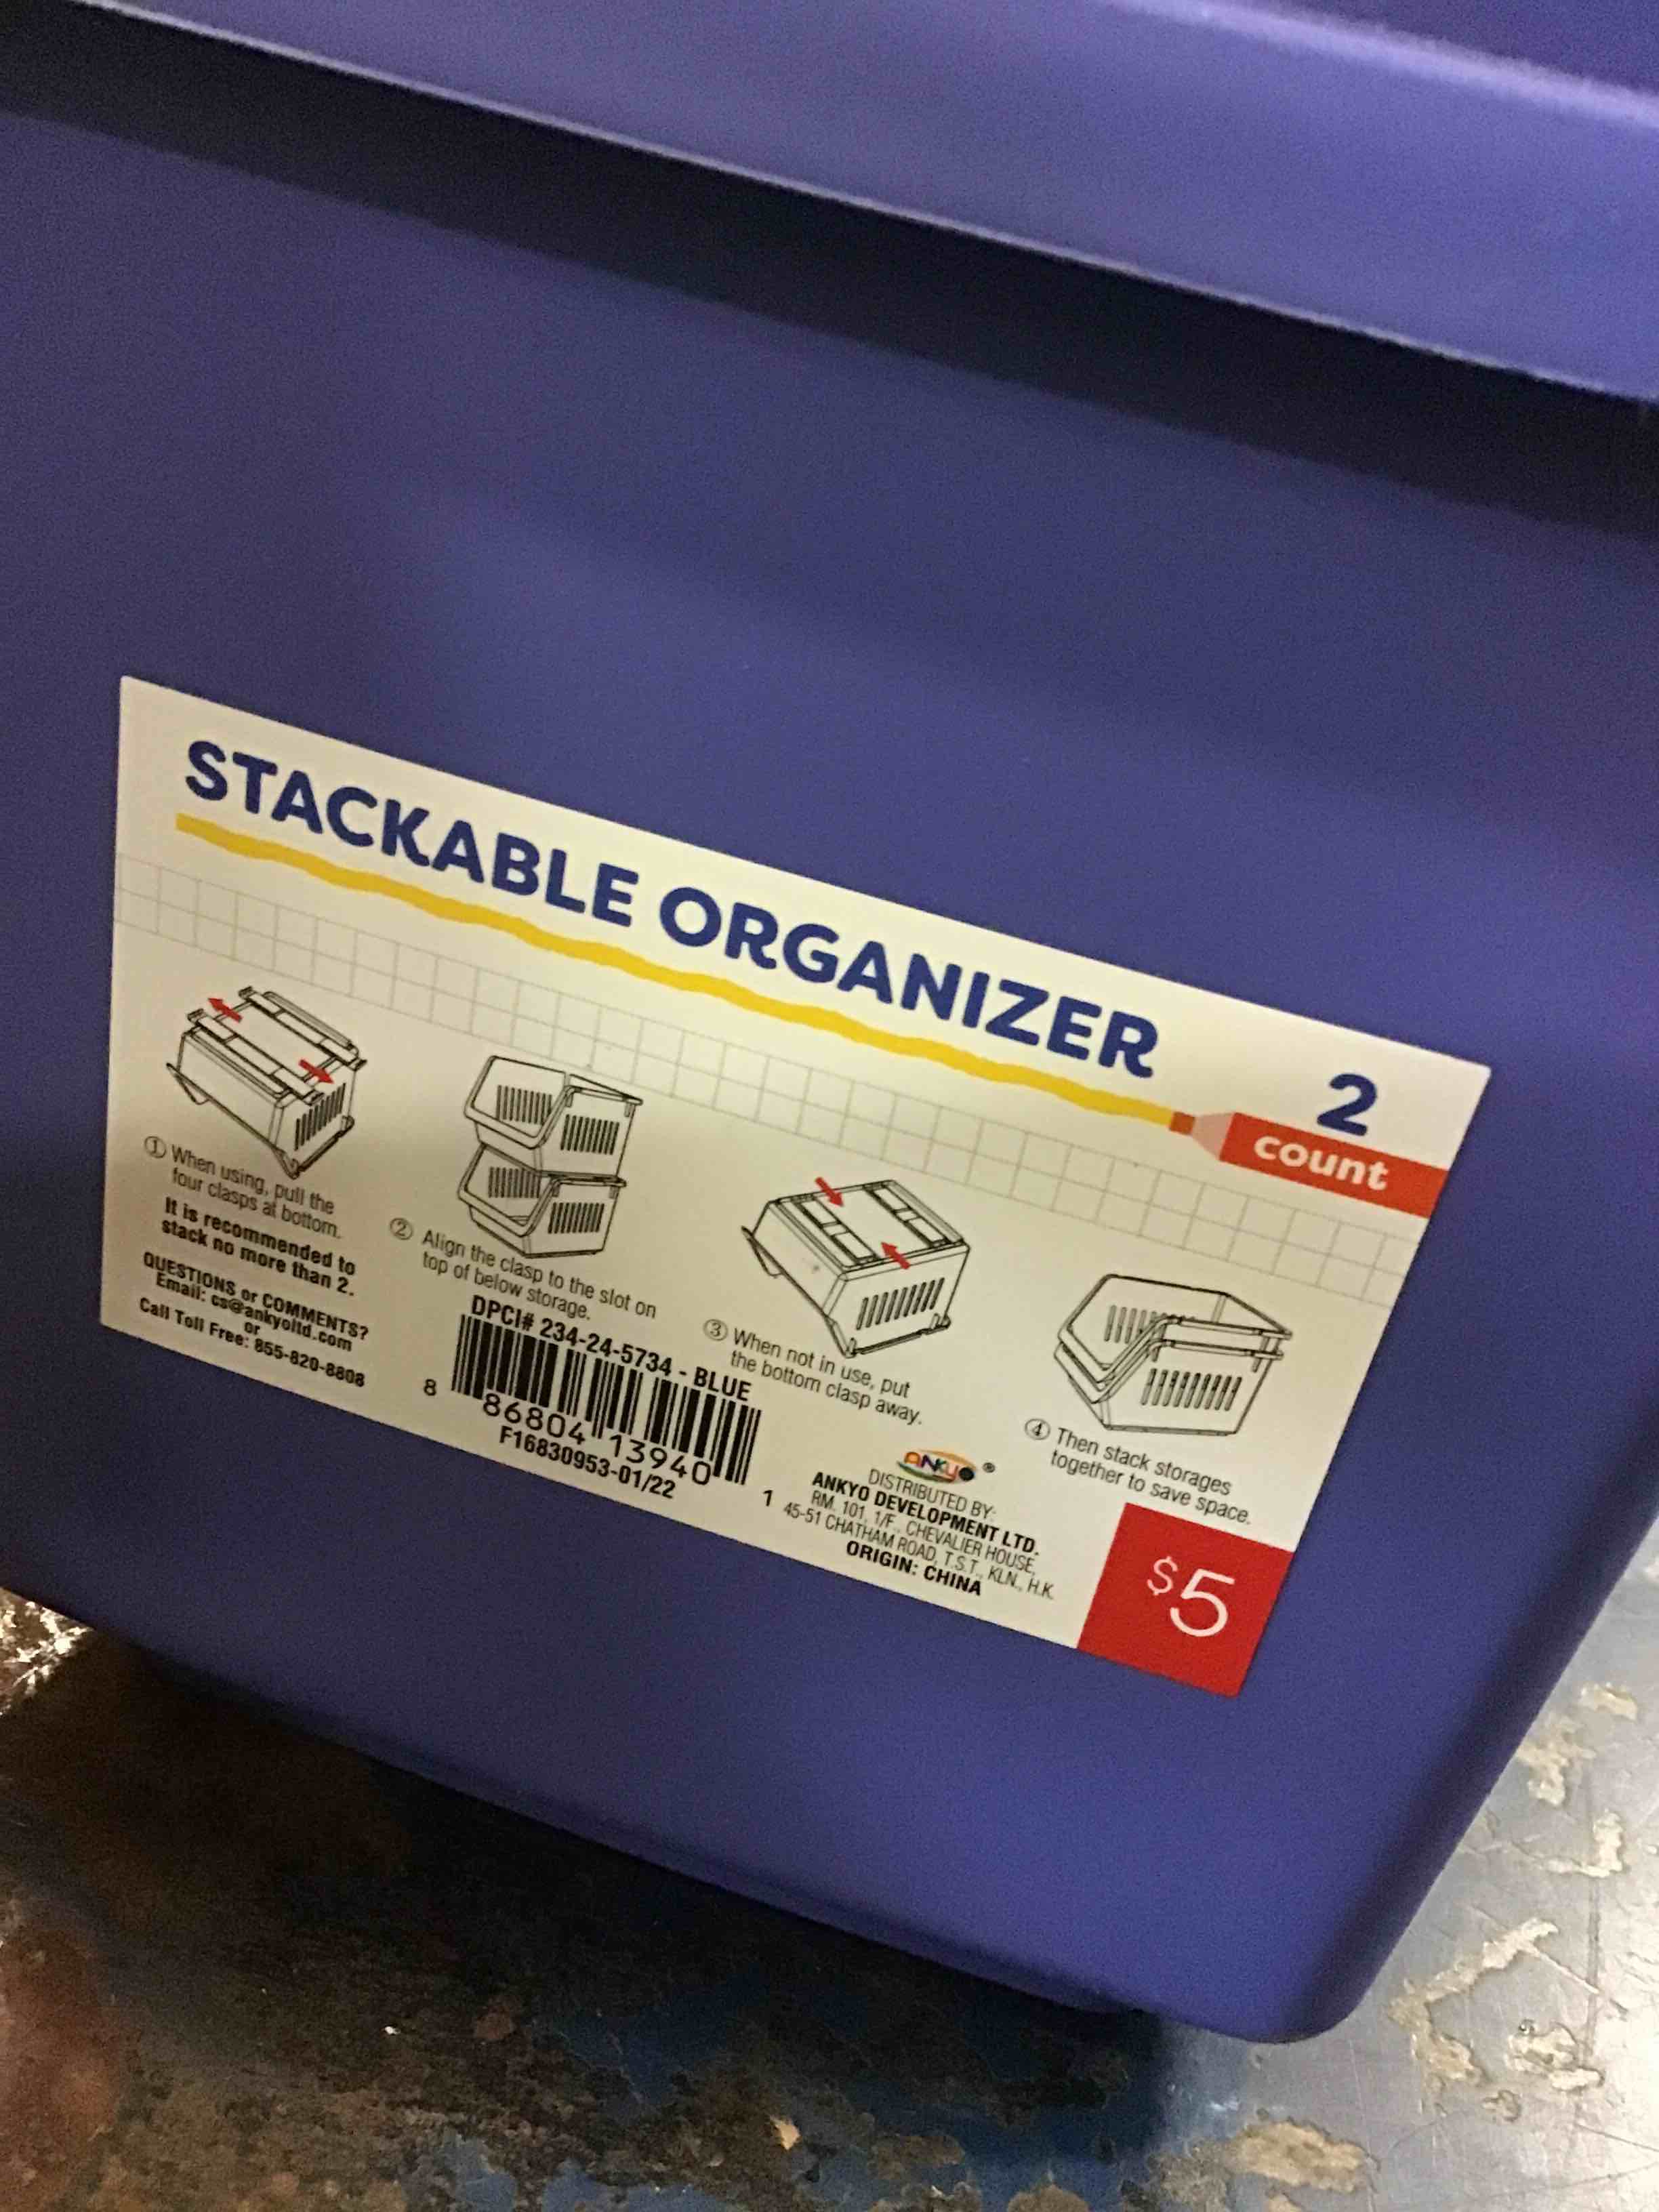 STACKABLE ORGANIZER
2
count
① When using, pull the
four clasps at bottom.
It is recommended to
stack no more than 2.
② Align the clasp to the slot on
top of below storage.
③ When not in use, put
the bottom clasp away.
④ Then stack storages
together to save space.
QUESTIONS or COMMENTS?
Email: cs@ankyoltd.com
or
Call Toll Free: 855-820-8808
DPCI# 234-24-5734 - BLUE
8 86804 13940 1
F16830953-01/22
ANKYO ®
DISTRIBUTED BY:
ANKYO DEVELOPMENT LTD.
RM. 101, 1/F., CHEVALIER HOUSE,
45-51 CHATHAM ROAD, T.S.T., KLN., H.K.
ORIGIN: CHINA
$5